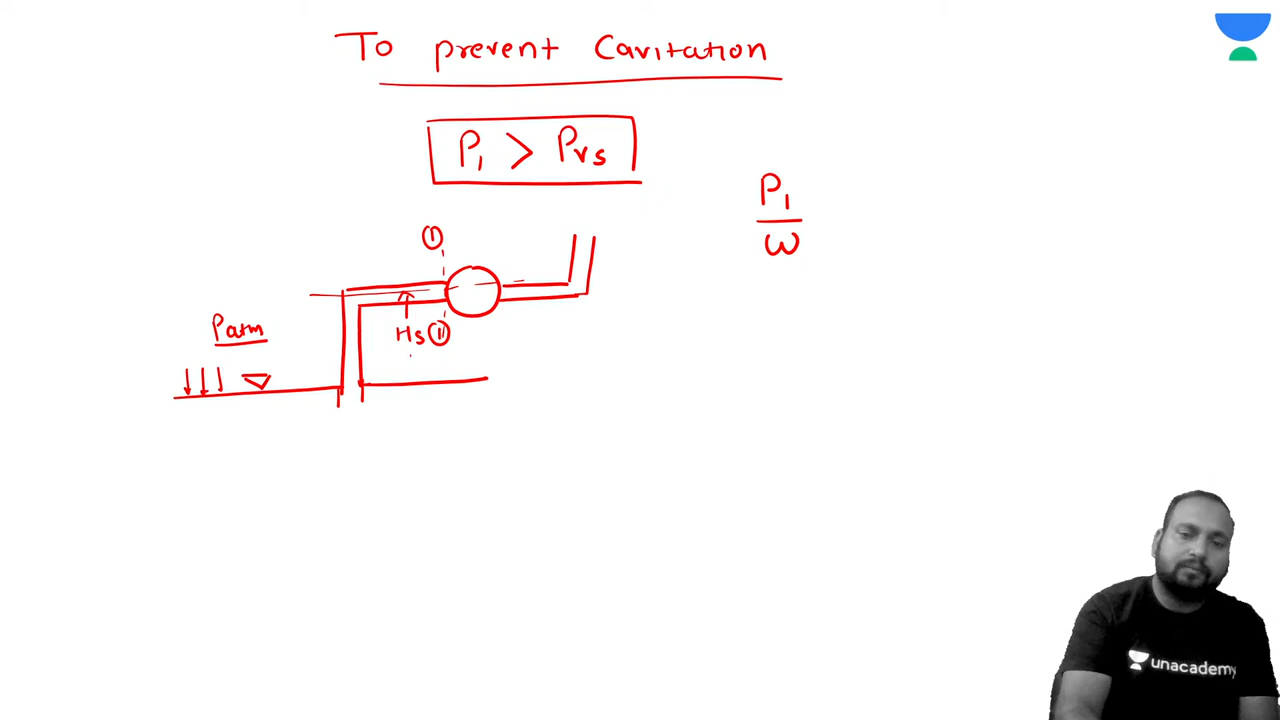 To prevent Cavitation
P₁ > Pvs
P₁
ω
①
Patm
Hs ①
unacademy